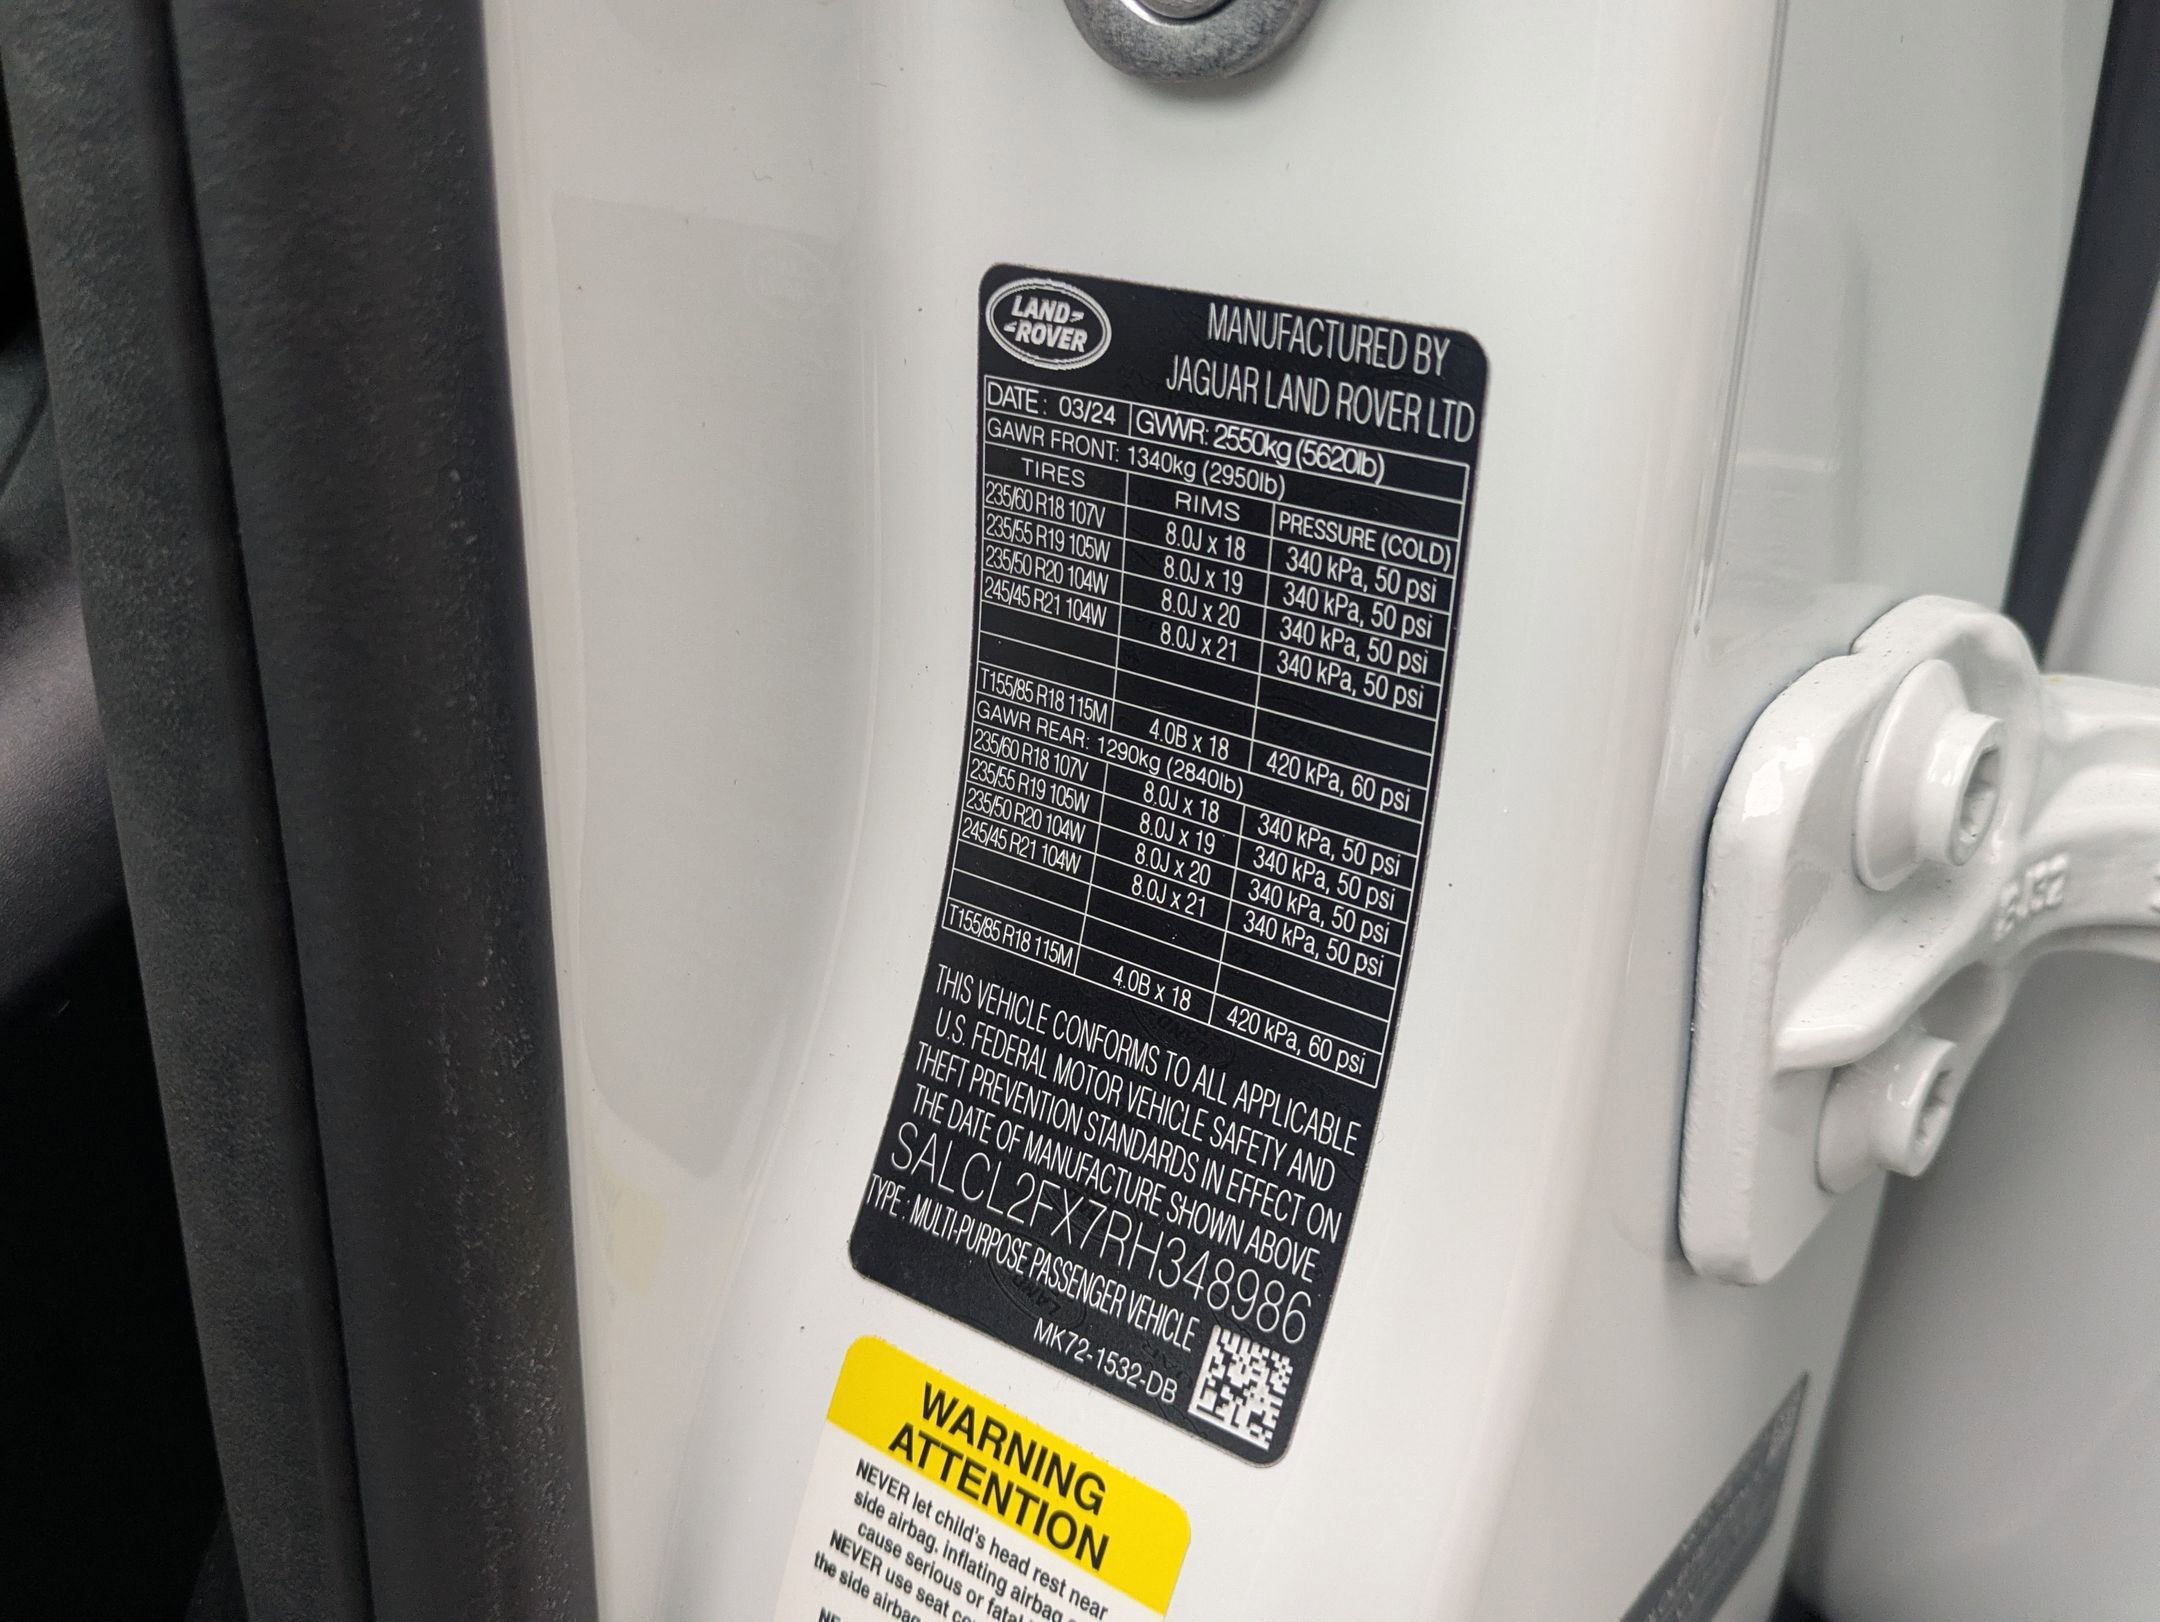 LAND-
-ROVER
MANUFACTURED BY
JAGUAR LAND ROVER LTD
DATE: 03/24 GVWR: 2550kg (5620lb)
GAWR FRONT: 1340kg (2950lb)
TIRES RIMS PRESSURE (COLD)
235/60 R18 107V 8.0J x 18 340 kPa, 50 psi
235/55 R19 105W 8.0J x 19 340 kPa, 50 psi
235/50 R20 104W 8.0J x 20 340 kPa, 50 psi
245/45 R21 104W 8.0J x 21 340 kPa, 50 psi
T155/85 R18 115M 4.0B x 18 420 kPa, 60 psi
GAWR REAR: 1290kg (2840lb)
235/60 R18 107V 8.0J x 18 340 kPa, 50 psi
235/55 R19 105W 8.0J x 19 340 kPa, 50 psi
235/50 R20 104W 8.0J x 20 340 kPa, 50 psi
245/45 R21 104W 8.0J x 21 340 kPa, 50 psi
T155/85 R18 115M 4.0B x 18 420 kPa, 60 psi
THIS VEHICLE CONFORMS TO ALL APPLICABLE
U.S. FEDERAL MOTOR VEHICLE SAFETY AND
THEFT PREVENTION STANDARDS IN EFFECT ON
THE DATE OF MANUFACTURE SHOWN ABOVE
SALCL2FX7RH348986
TYPE: MULTI-PURPOSE PASSENGER VEHICLE
MK72-1532-DB
WARNING
ATTENTION
NEVER let child's head rest near
side airbag. inflating airbag
cause serious or
NEVER use seat
the side